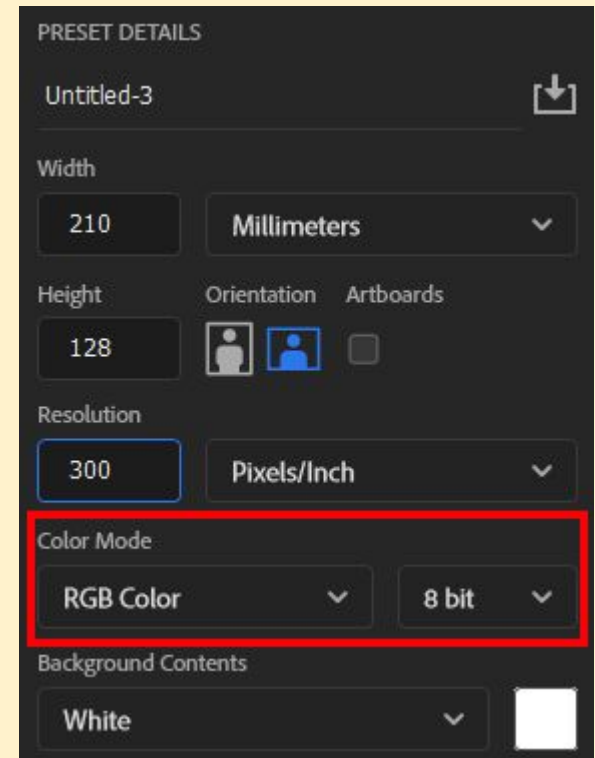 PRESET DETAILS
Untitled-3
Width
210 Millimeters
Height Orientation Artboards
128
Resolution
300 Pixels/Inch
Color Mode
RGB Color 8 bit
Background Contents
White